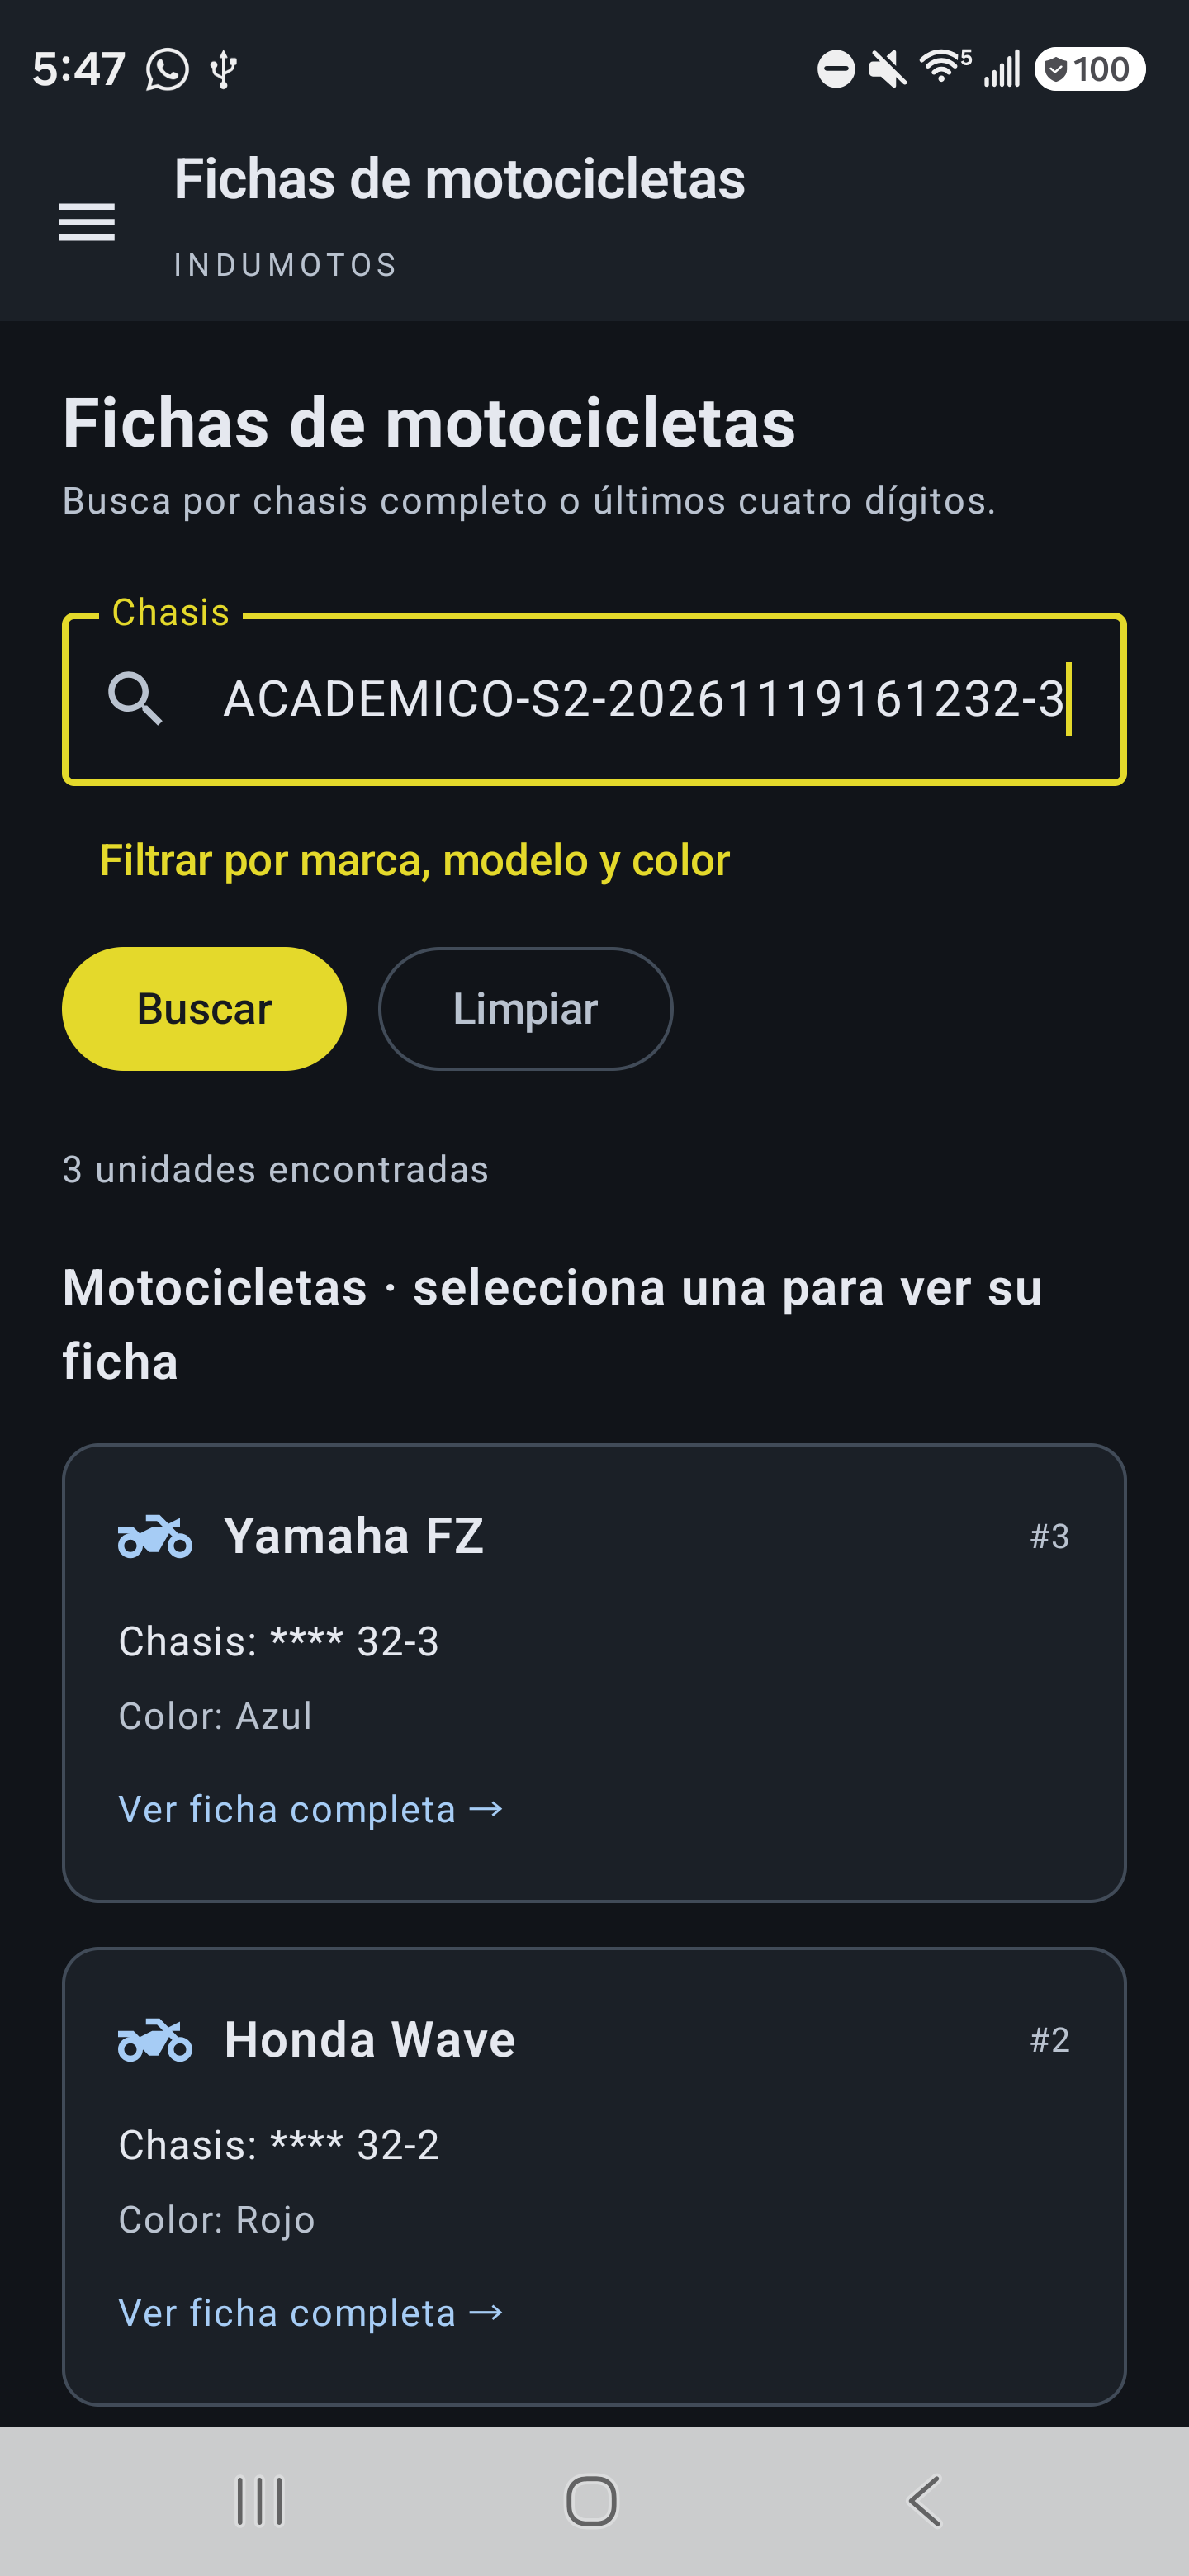 5:47
5
100
Fichas de motocicletas
INDUMOTOS
Fichas de motocicletas
Busca por chasis completo o últimos cuatro dígitos.
Chasis
ACADEMICO-S2-20261119161232-3
Filtrar por marca, modelo y color
Buscar
Limpiar
3 unidades encontradas
Motocicletas · selecciona una para ver su
ficha
Yamaha FZ
#3
Chasis: **** 32-3
Color: Azul
Ver ficha completa →
Honda Wave
#2
Chasis: **** 32-2
Color: Rojo
Ver ficha completa →